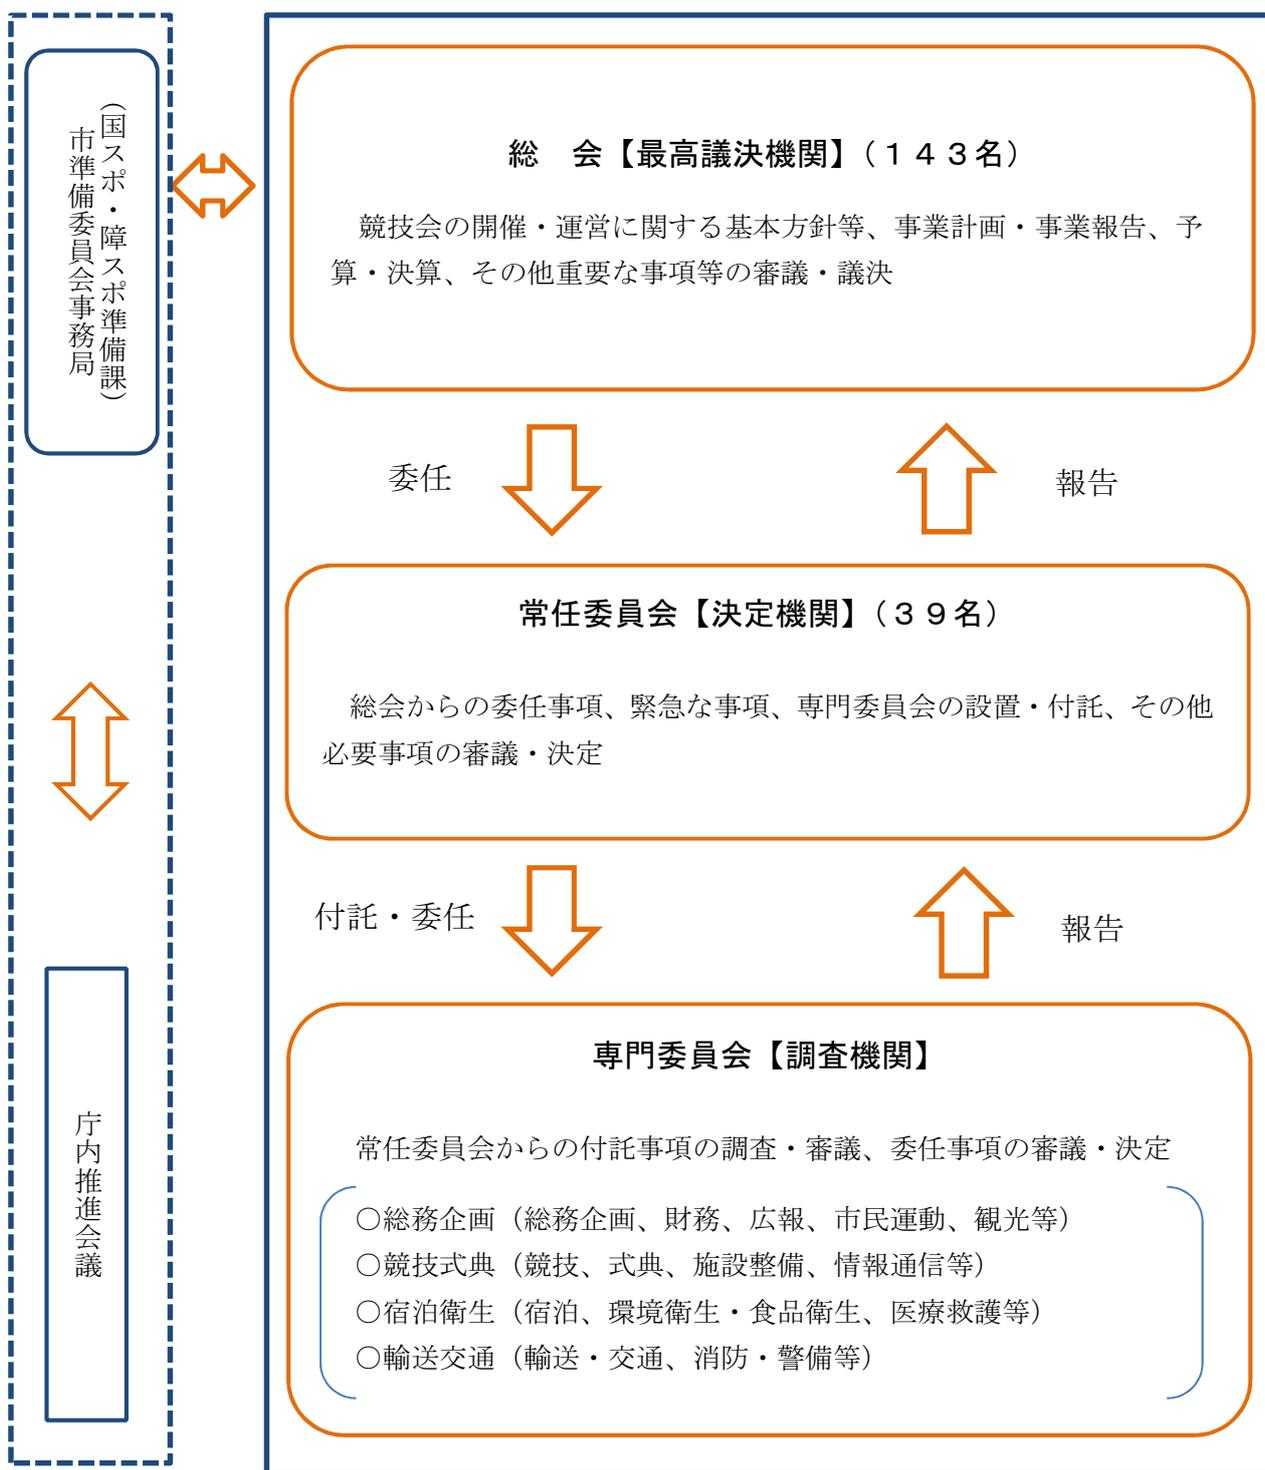 市準備委員会事務局
（国スポ・障スポ準備課）
庁内推進会議
総　会【最高議決機関】（１４３名）
競技会の開催・運営に関する基本方針等、事業計画・事業報告、予
算・決算、その他重要な事項等の審議・議決
委任
報告
常任委員会【決定機関】（３９名）
総会からの委任事項、緊急な事項、専門委員会の設置・付託、その他
必要事項の審議・決定
付託・委任
報告
専門委員会【調査機関】
常任委員会からの付託事項の調査・審議、委任事項の審議・決定
○総務企画（総務企画、財務、広報、市民運動、観光等）
○競技式典（競技、式典、施設整備、情報通信等）
○宿泊衛生（宿泊、環境衛生・食品衛生、医療救護等）
○輸送交通（輸送・交通、消防・警備等）